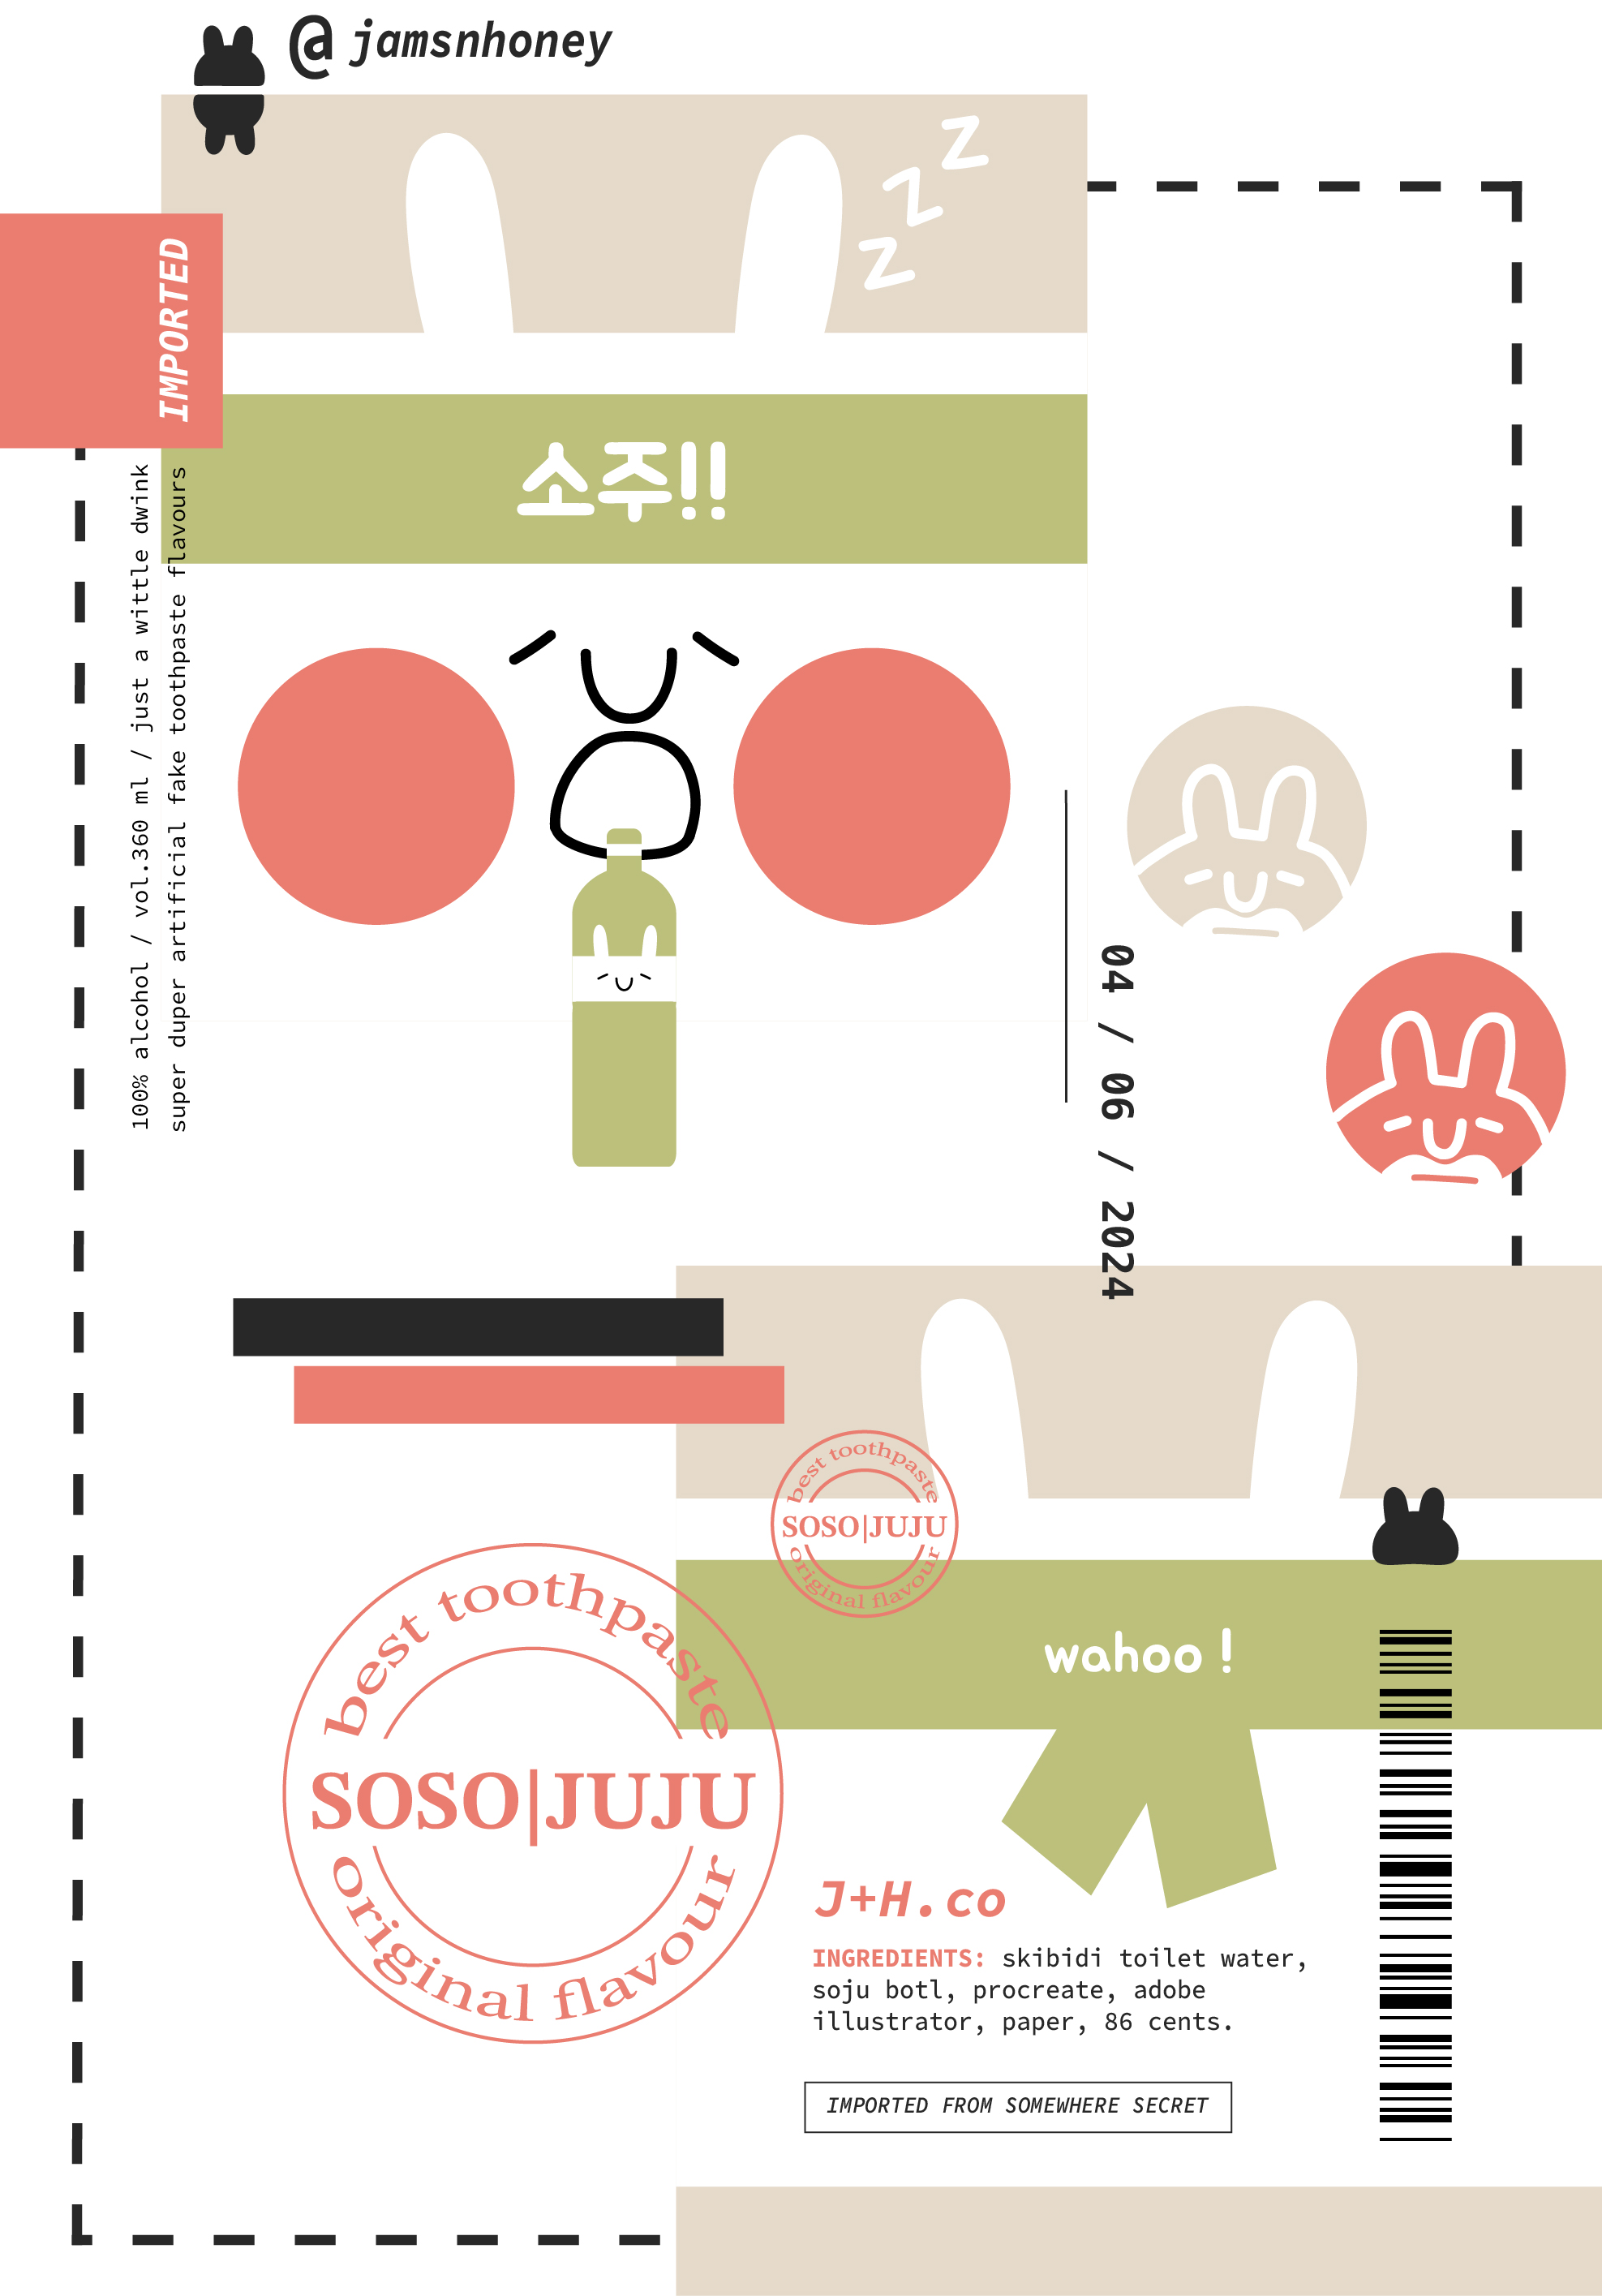 @ jamsnhoney
z
z
z
IMPORTED
소주!!
100% alcohol / vol.360 ml / just a wittle dwink
super duper artificial fake toothpaste flavours
04 / 06 / 2024
best toothpaste
SOSO|JUJU
original flavour
wahoo !
best toothpaste
SOSO|JUJU
original flavour
J+H.co
INGREDIENTS: skibidi toilet water,
soju botl, procreate, adobe
illustrator, paper, 86 cents.
IMPORTED FROM SOMEWHERE SECRET